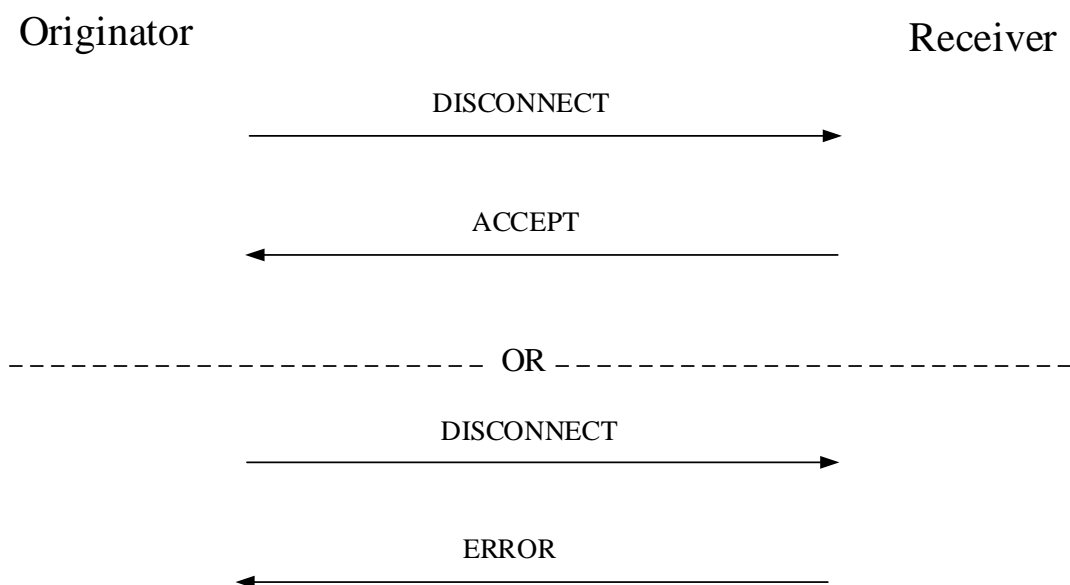 Originator
Receiver
DISCONNECT
ACCEPT
OR
DISCONNECT
ERROR